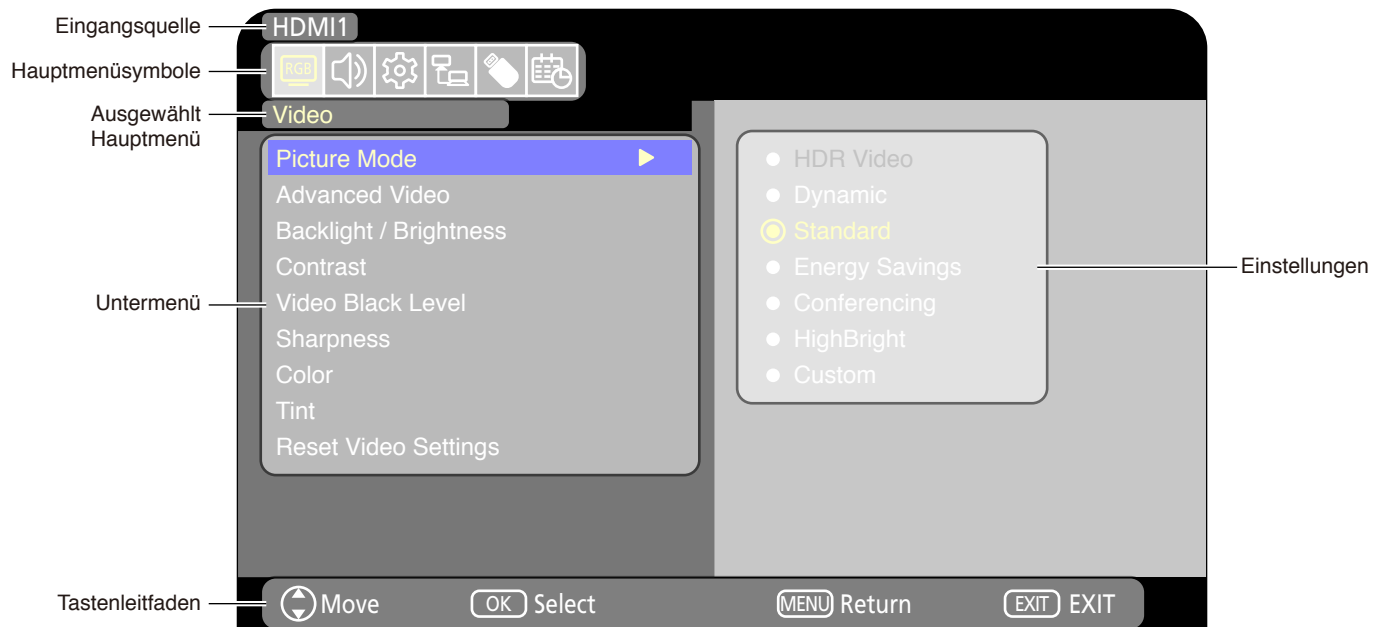 Eingangsquelle
HDMI1
Hauptmenüsymbole
RGB
Ausgewählt
Hauptmenü
Video
Untermenü
Picture Mode
Advanced Video
Backlight / Brightness
Contrast
Video Black Level
Sharpness
Color
Tint
Reset Video Settings
HDR Video
Dynamic
Standard
Energy Savings
Conferencing
HighBright
Custom
Einstellungen
Tastenleitfaden
Move OK Select MENU Return EXIT EXIT